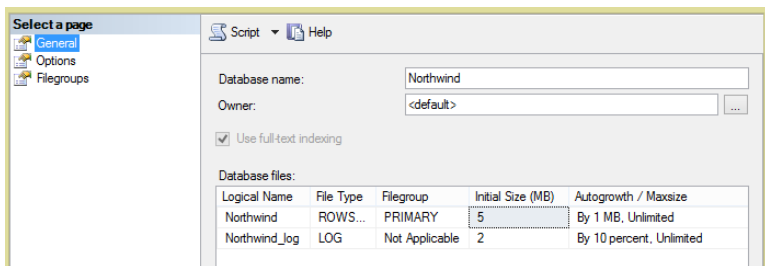 Select a page
General
Options
Filegroups
Script Help
Database name: Northwind
Owner: <default> ...
Use full-text indexing
Database files:
Logical Name File Type Filegroup Initial Size (MB) Autogrowth / Maxsize
Northwind ROWS... PRIMARY 5 By 1 MB, Unlimited
Northwind_log LOG Not Applicable 2 By 10 percent, Unlimited